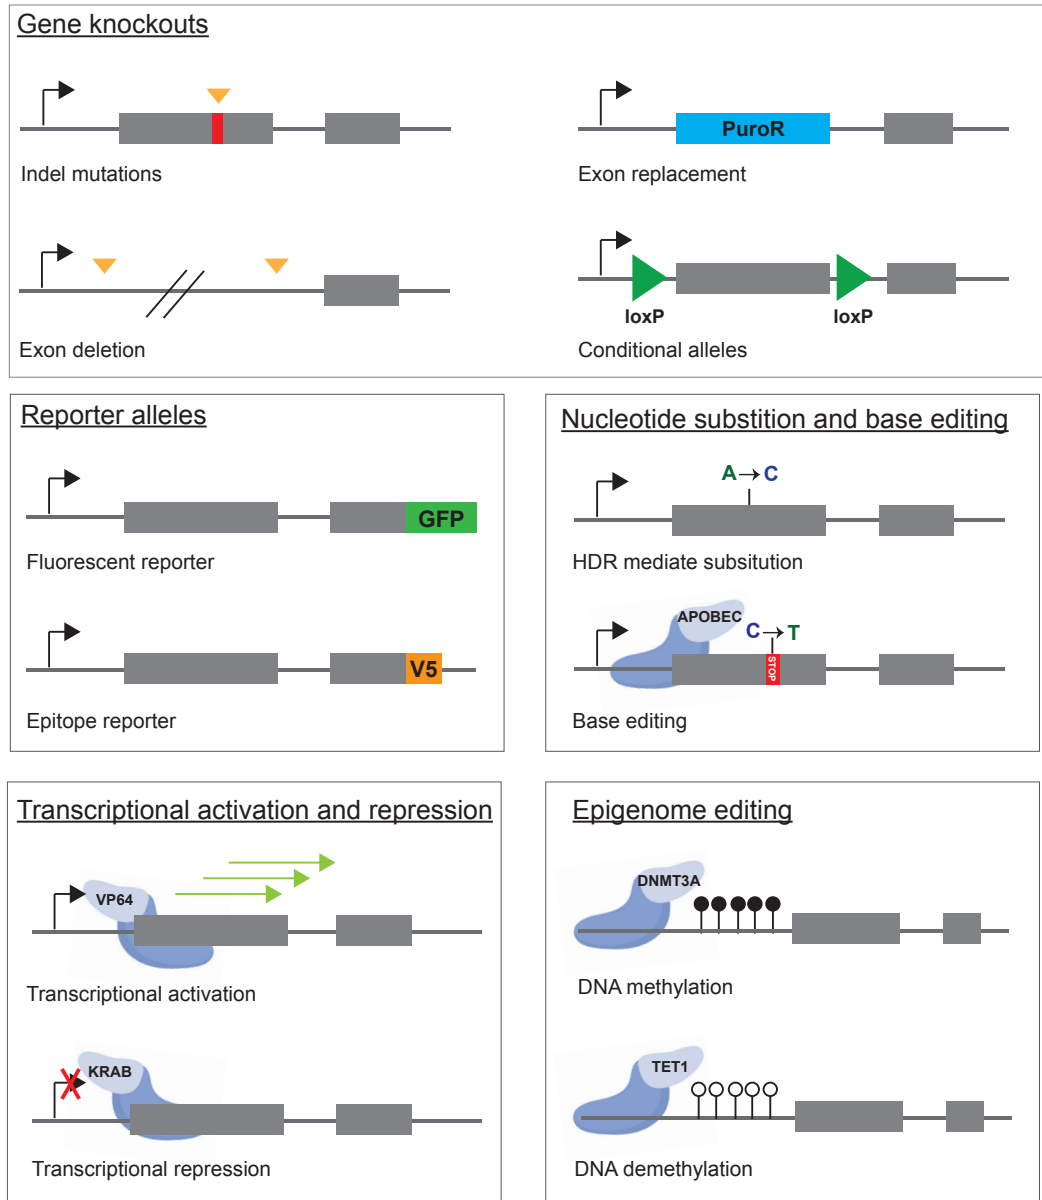 Gene knockouts
PuroR
Indel mutations
Exon replacement
loxP
loxP
Exon deletion
Conditional alleles
Reporter alleles
GFP
Fluorescent reporter
V5
Epitope reporter
Nucleotide substition and base editing
A→C
HDR mediate subsitution
APOBEC
C→T
STOP
Base editing
Transcriptional activation and repression
VP64
Transcriptional activation
KRAB
Transcriptional repression
Epigenome editing
DNMT3A
DNA methylation
TET1
DNA demethylation